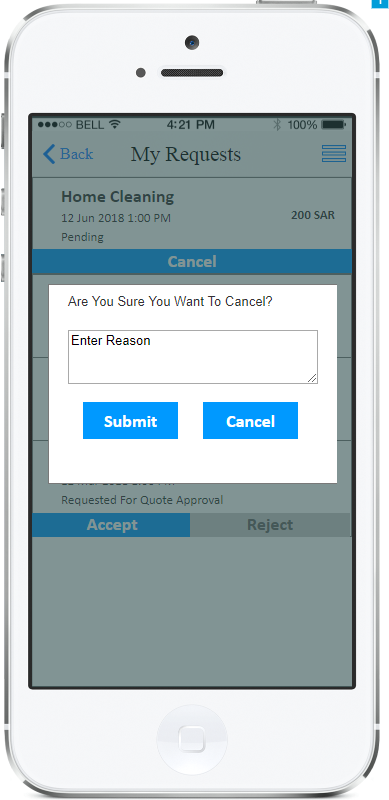 BELL 4:21 PM 100%
Back My Requests
Home Cleaning
12 Jun 2018 1:00 PM 200 SAR
Pending
Cancel
Are You Sure You Want To Cancel?
Enter Reason
Submit Cancel
Requested For Quote Approval
Accept Reject